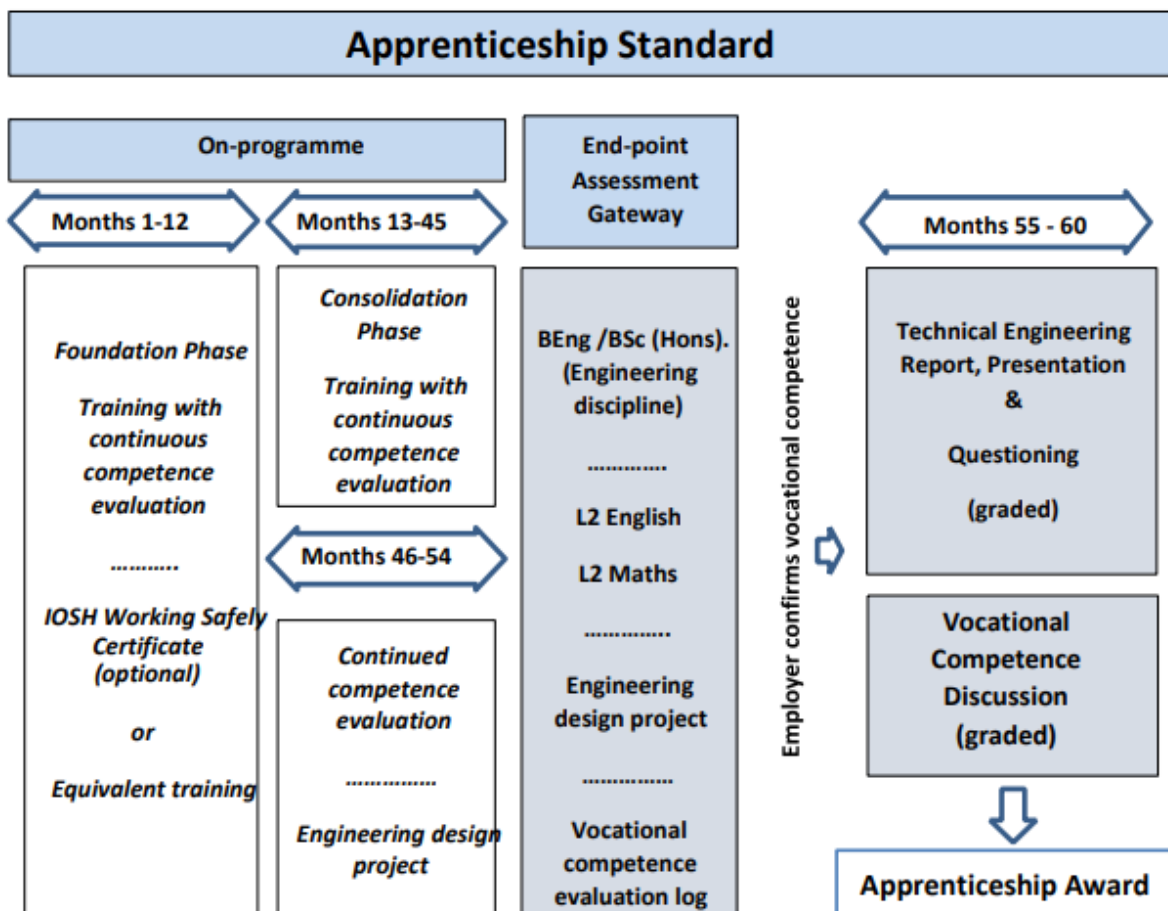 Apprenticeship Standard
On-programme
Months 1-12
Foundation Phase
Training with
continuous
competence
evaluation
………..
IOSH Working Safely
Certificate
(optional)
or
Equivalent training
Months 13-45
Consolidation
Phase
Training with
continuous
competence
evaluation
Months 46-54
Continued
competence
evaluation
……………
Engineering design
project
End-point
Assessment
Gateway
BEng /BSc (Hons).
(Engineering
discipline)
………….
L2 English
L2 Maths
…………..
Engineering
design project
……………
Vocational
competence
evaluation log
Employer confirms vocational competence
Months 55 - 60
Technical Engineering
Report, Presentation
&
Questioning
(graded)
Vocational
Competence
Discussion
(graded)
Apprenticeship Award